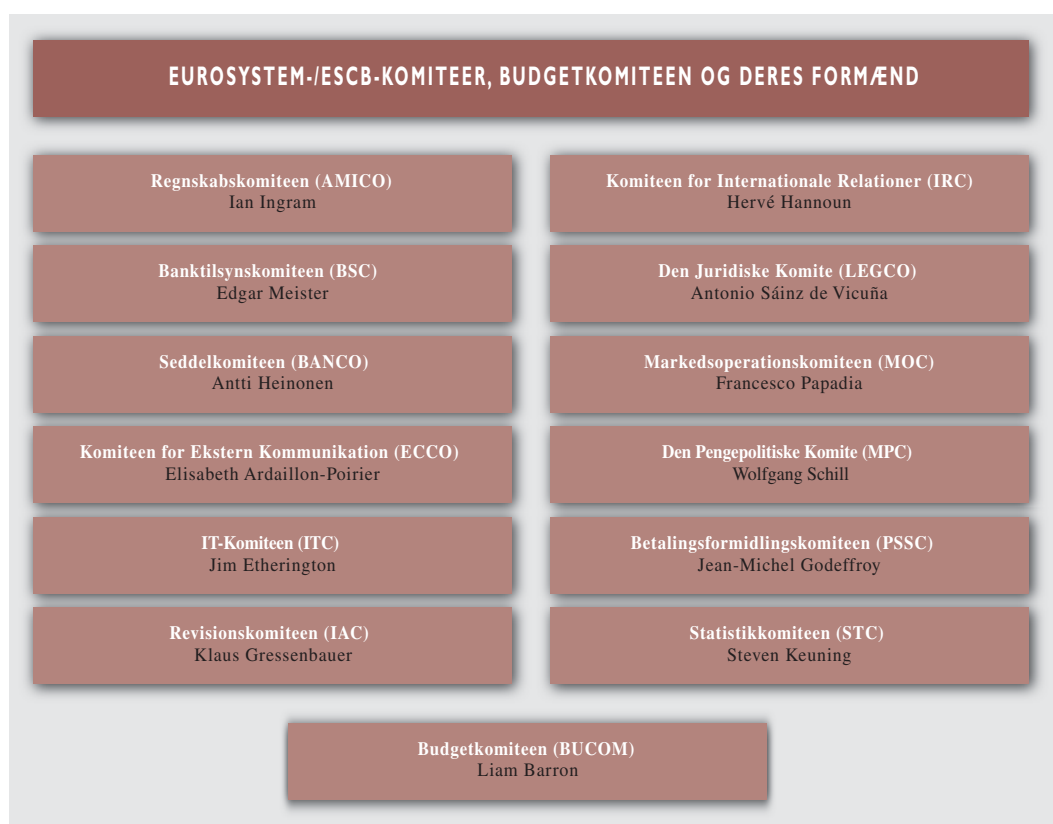 EUROSYSTEM-/ESCB-KOMITEER, BUDGETKOMITEEN OG DERES FORMÆND
Regnskabskomiteen (AMICO)
Ian Ingram
Komiteen for Internationale Relationer (IRC)
Hervé Hannoun
Banktilsynskomiteen (BSC)
Edgar Meister
Den Juridiske Komite (LEGCO)
Antonio Sáinz de Vicuña
Seddelkomiteen (BANCO)
Antti Heinonen
Markedsoperationskomiteen (MOC)
Francesco Papadia
Komiteen for Ekstern Kommunikation (ECCO)
Elisabeth Ardaillon-Poirier
Den Pengepolitiske Komite (MPC)
Wolfgang Schill
IT-Komiteen (ITC)
Jim Etherington
Betalingsformidlingskomiteen (PSSC)
Jean-Michel Godeffroy
Revisionskomiteen (IAC)
Klaus Gressenbauer
Statistikkomiteen (STC)
Steven Keuning
Budgetkomiteen (BUCOM)
Liam Barron